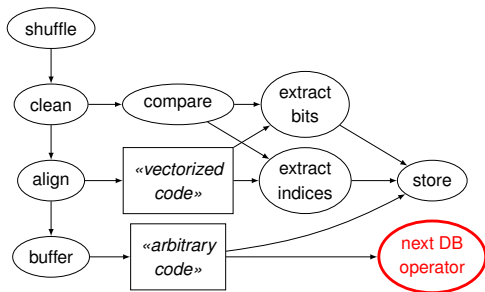 shuffle
clean
compare
extract
bits
align
«vectorized
code»
extract
indices
store
buffer
«arbitrary
code»
next DB
operator